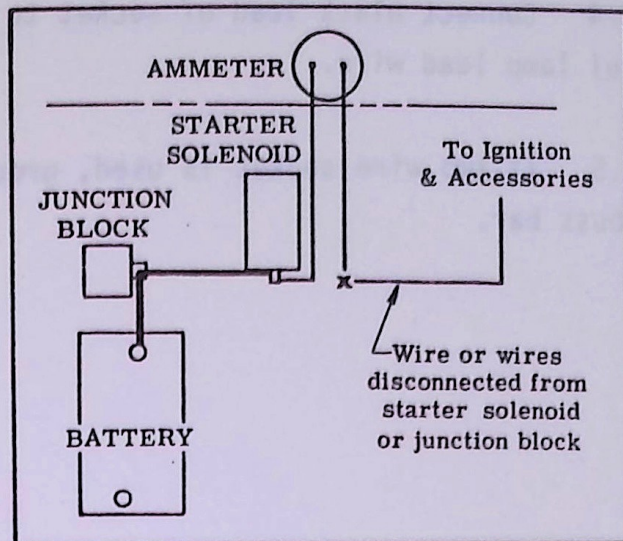 AMMETER
STARTER
SOLENOID
To Ignition
& Accessories
JUNCTION
BLOCK
Wire or wires
disconnected from
starter solenoid
or junction block
BATTERY